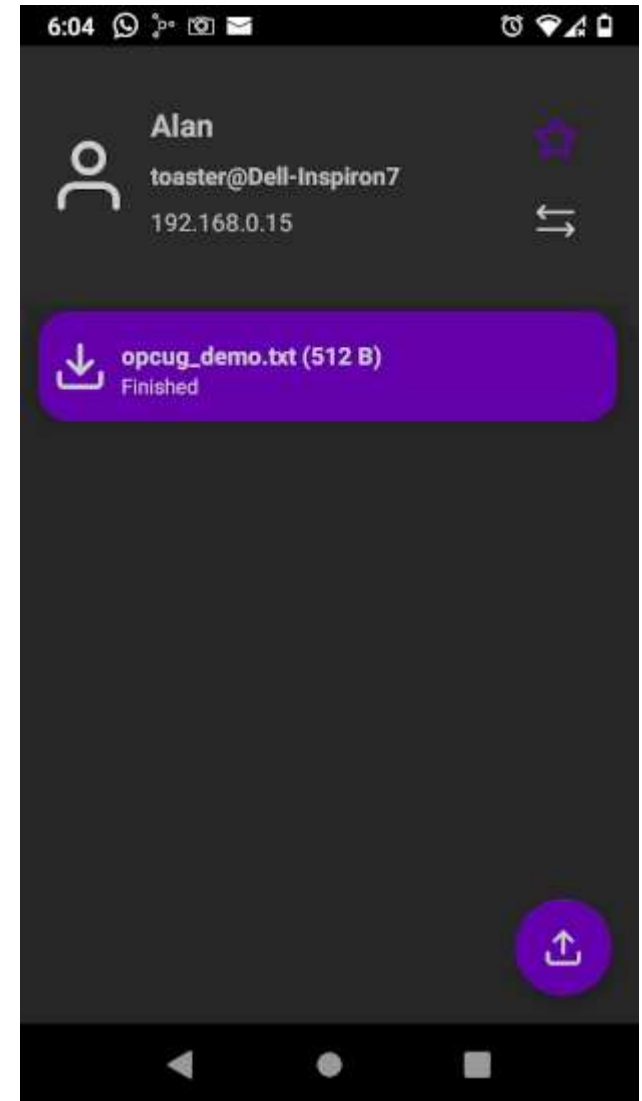 6:04
Alan
toaster@Dell-Inspiron7
192.168.0.15
opcug_demo.txt (512 B)
Finished